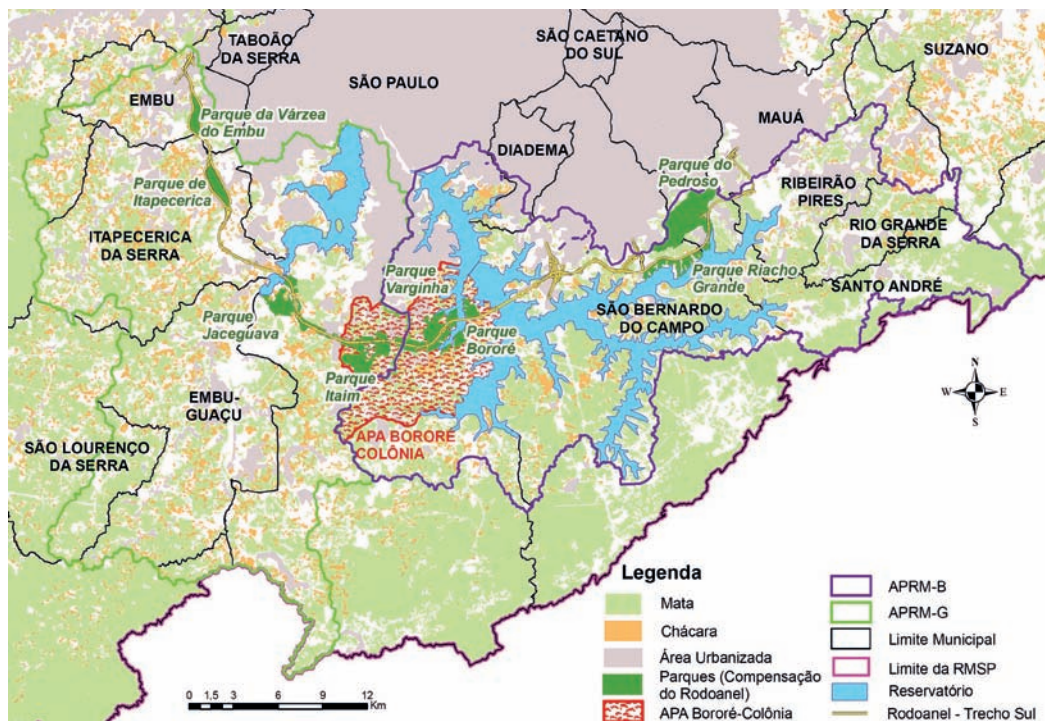 TABOÃO
DA SERRA
SÃO CAETANO
DO SUL
SUZANO
SÃO PAULO
EMBU
MAUÁ
Parque da Várzea
do Embu
DIADEMA
Parque do
Pedroso
Parque de
Itapecerica
RIBEIRÃO
PIRES
ITAPECERICA
DA SERRA
RIO GRANDE
DA SERRA
Parque
Varginha
Parque Riacho
Grande
SANTO ANDRÉ
SÃO BERNARDO
DO CAMPO
Parque
Jaceguava
Parque
Bororé
Parque
Itaim
EMBU-
GUAÇU
APA BORORÉ
COLÔNIA
SÃO LOURENÇO
DA SERRA
N
W E
S
Legenda
Mata
Chácara
Área Urbanizada
Parques (Compensação
do Rodoanel)
APA Bororé-Colônia
APRM-B
APRM-G
Limite Municipal
Limite da RMSP
Reservatório
Rodoanel - Trecho Sul
0 1,5 3 6 9 12
Km